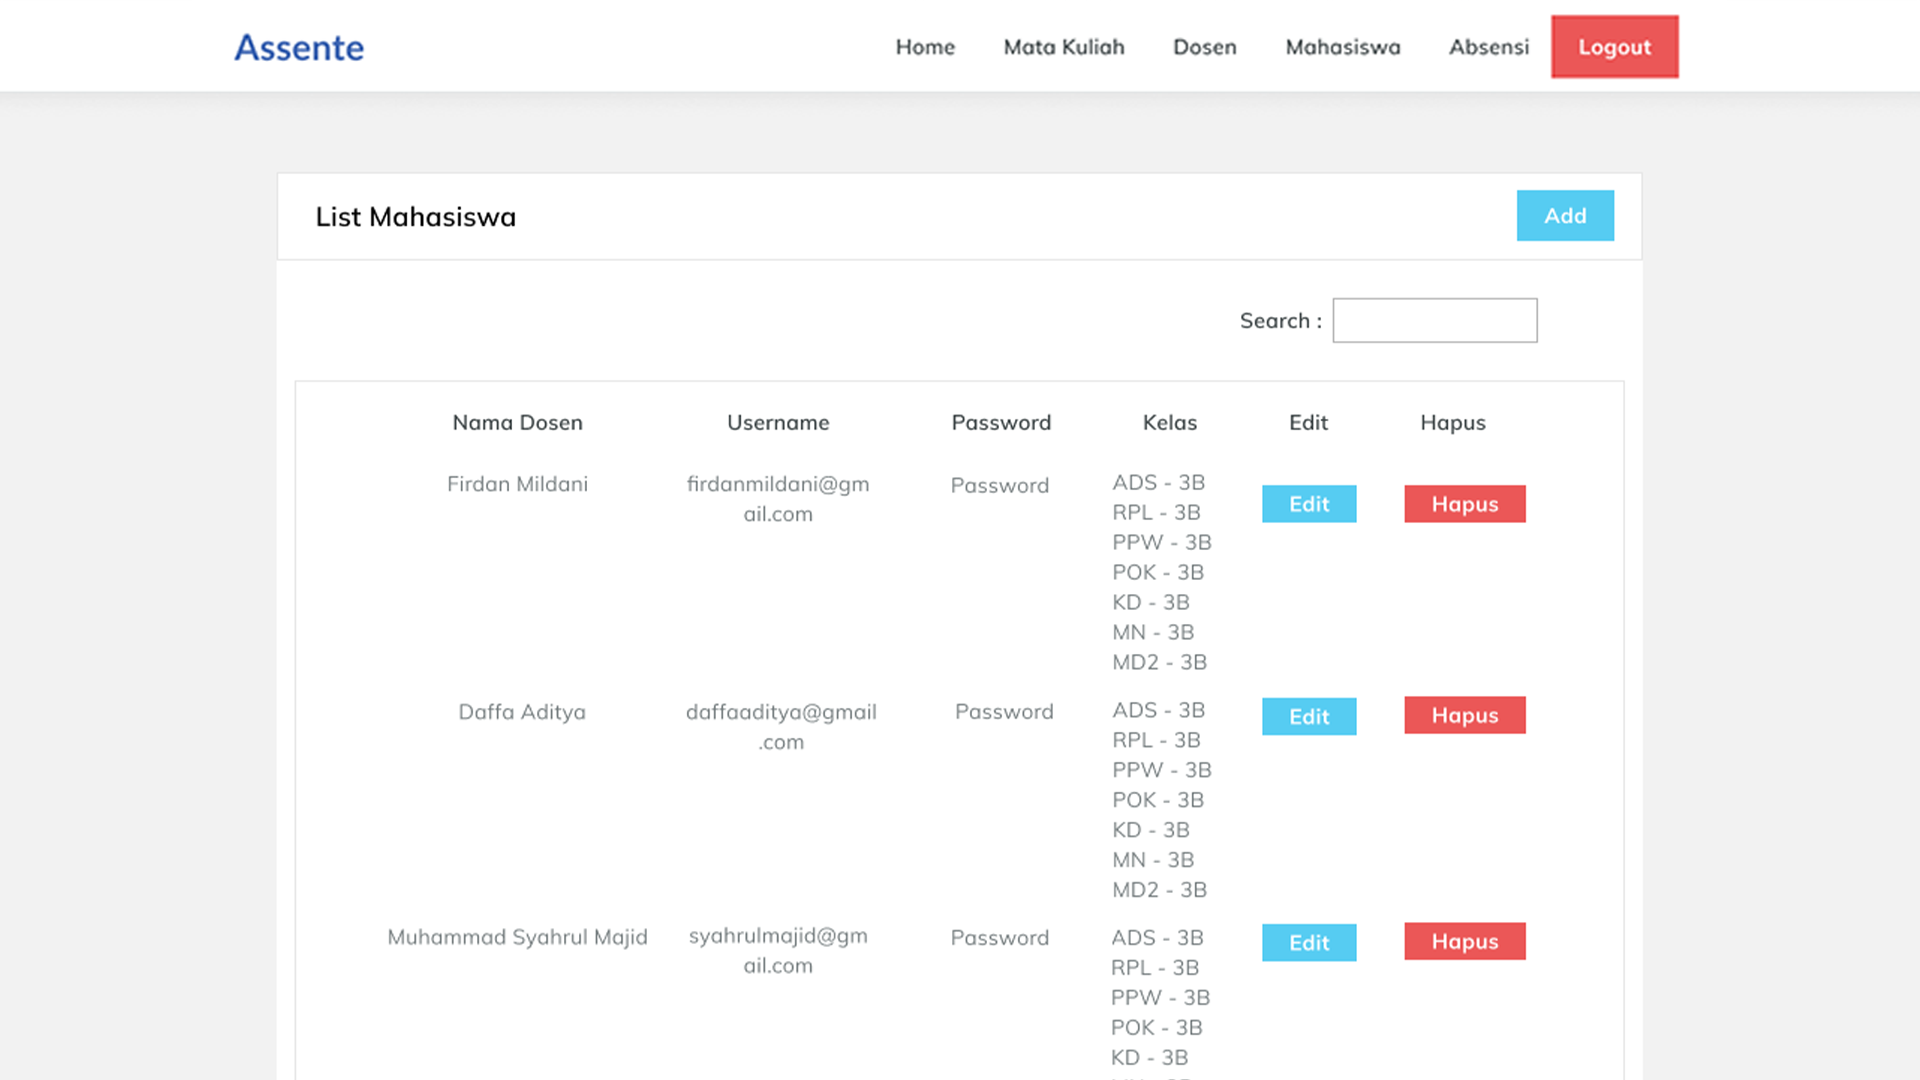 Assente
Home Mata Kuliah Dosen Mahasiswa Absensi Logout
List Mahasiswa Add
Search :
Nama Dosen Username Password Kelas Edit Hapus
Firdan Mildani firdanmildani@gm Password ADS - 3B Edit Hapus
ail.com RPL - 3B
PPW - 3B
POK - 3B
KD - 3B
MN - 3B
MD2 - 3B
Daffa Aditya daffaaditya@gmail Password ADS - 3B Edit Hapus
.com RPL - 3B
PPW - 3B
POK - 3B
KD - 3B
MN - 3B
MD2 - 3B
Muhammad Syahrul Majid syahrulmajid@gm Password ADS - 3B Edit Hapus
ail.com RPL - 3B
PPW - 3B
POK - 3B
KD - 3B